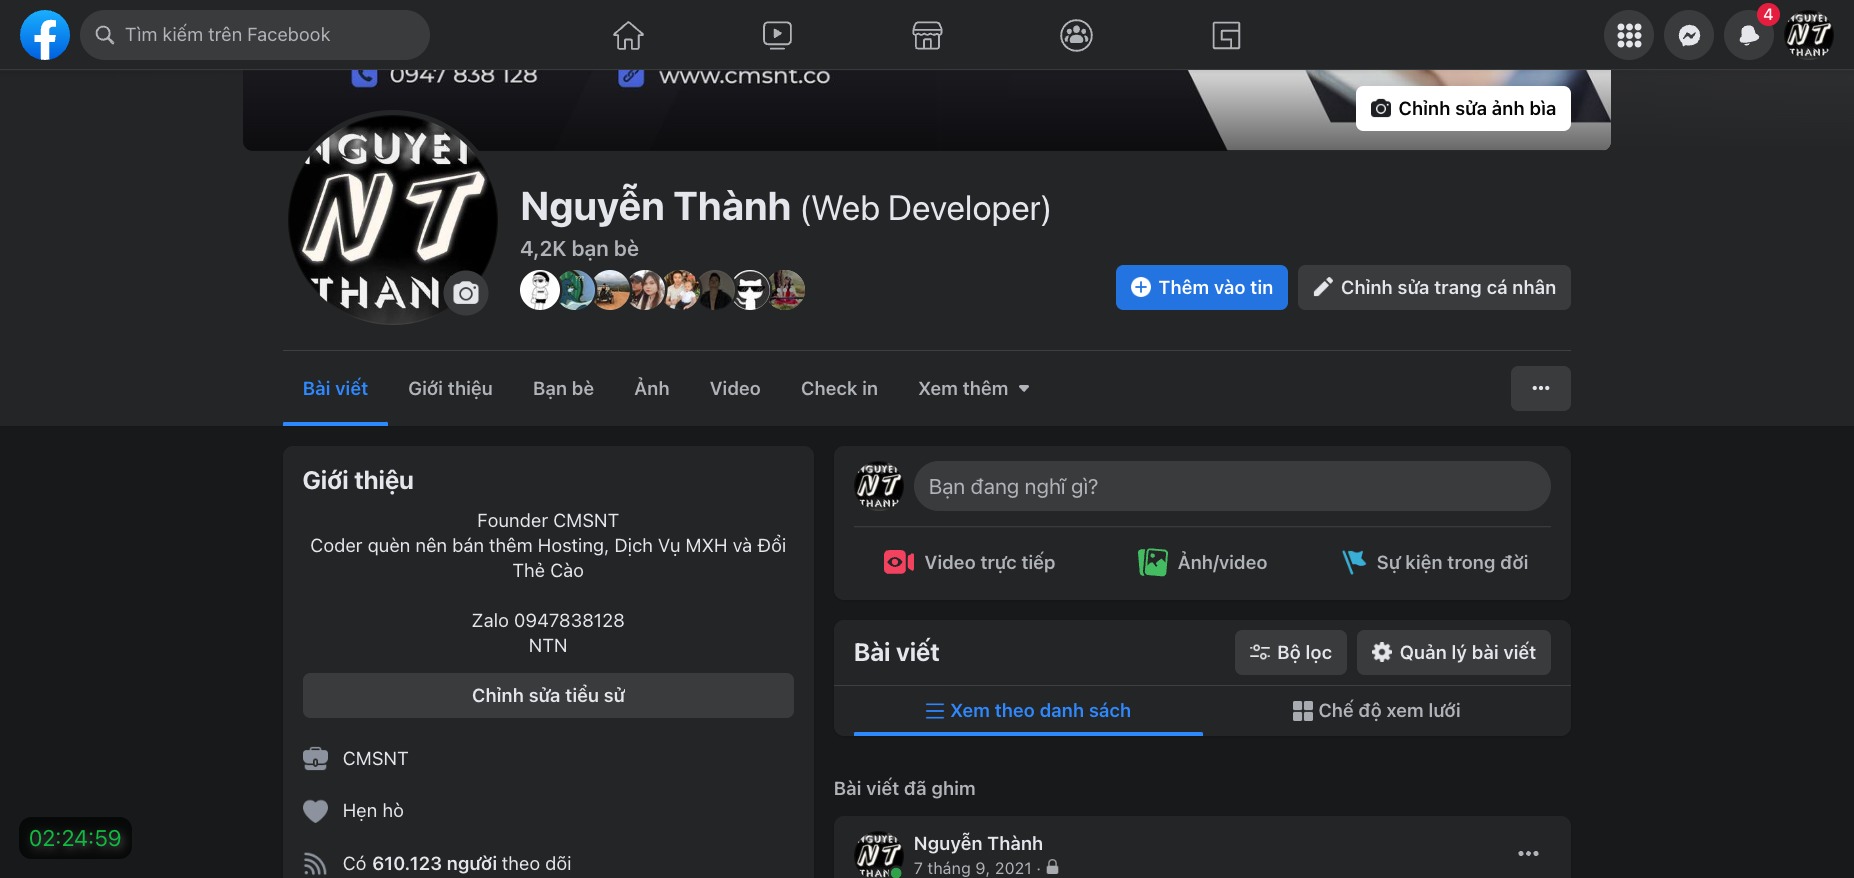 Tìm kiếm trên Facebook
4
0947 838 128
www.cmsnt.co
Chỉnh sửa ảnh bìa
NGUYEN
NT
THANH
Nguyễn Thành (Web Developer)
4,2K bạn bè
Thêm vào tin
Chỉnh sửa trang cá nhân
Bài viết
Giới thiệu
Bạn bè
Ảnh
Video
Check in
Xem thêm
Giới thiệu
Founder CMSNT
Coder quèn nên bán thêm Hosting, Dịch Vụ MXH và Đổi
Thẻ Cào
Zalo 0947838128
NTN
Chỉnh sửa tiểu sử
CMSNT
Hẹn hò
Có 610.123 người theo dõi
02:24:59
Bạn đang nghĩ gì?
Video trực tiếp
Ảnh/video
Sự kiện trong đời
Bài viết
Bộ lọc
Quản lý bài viết
Xem theo danh sách
Chế độ xem lưới
Bài viết đã ghim
Nguyễn Thành
7 tháng 9, 2021 ·